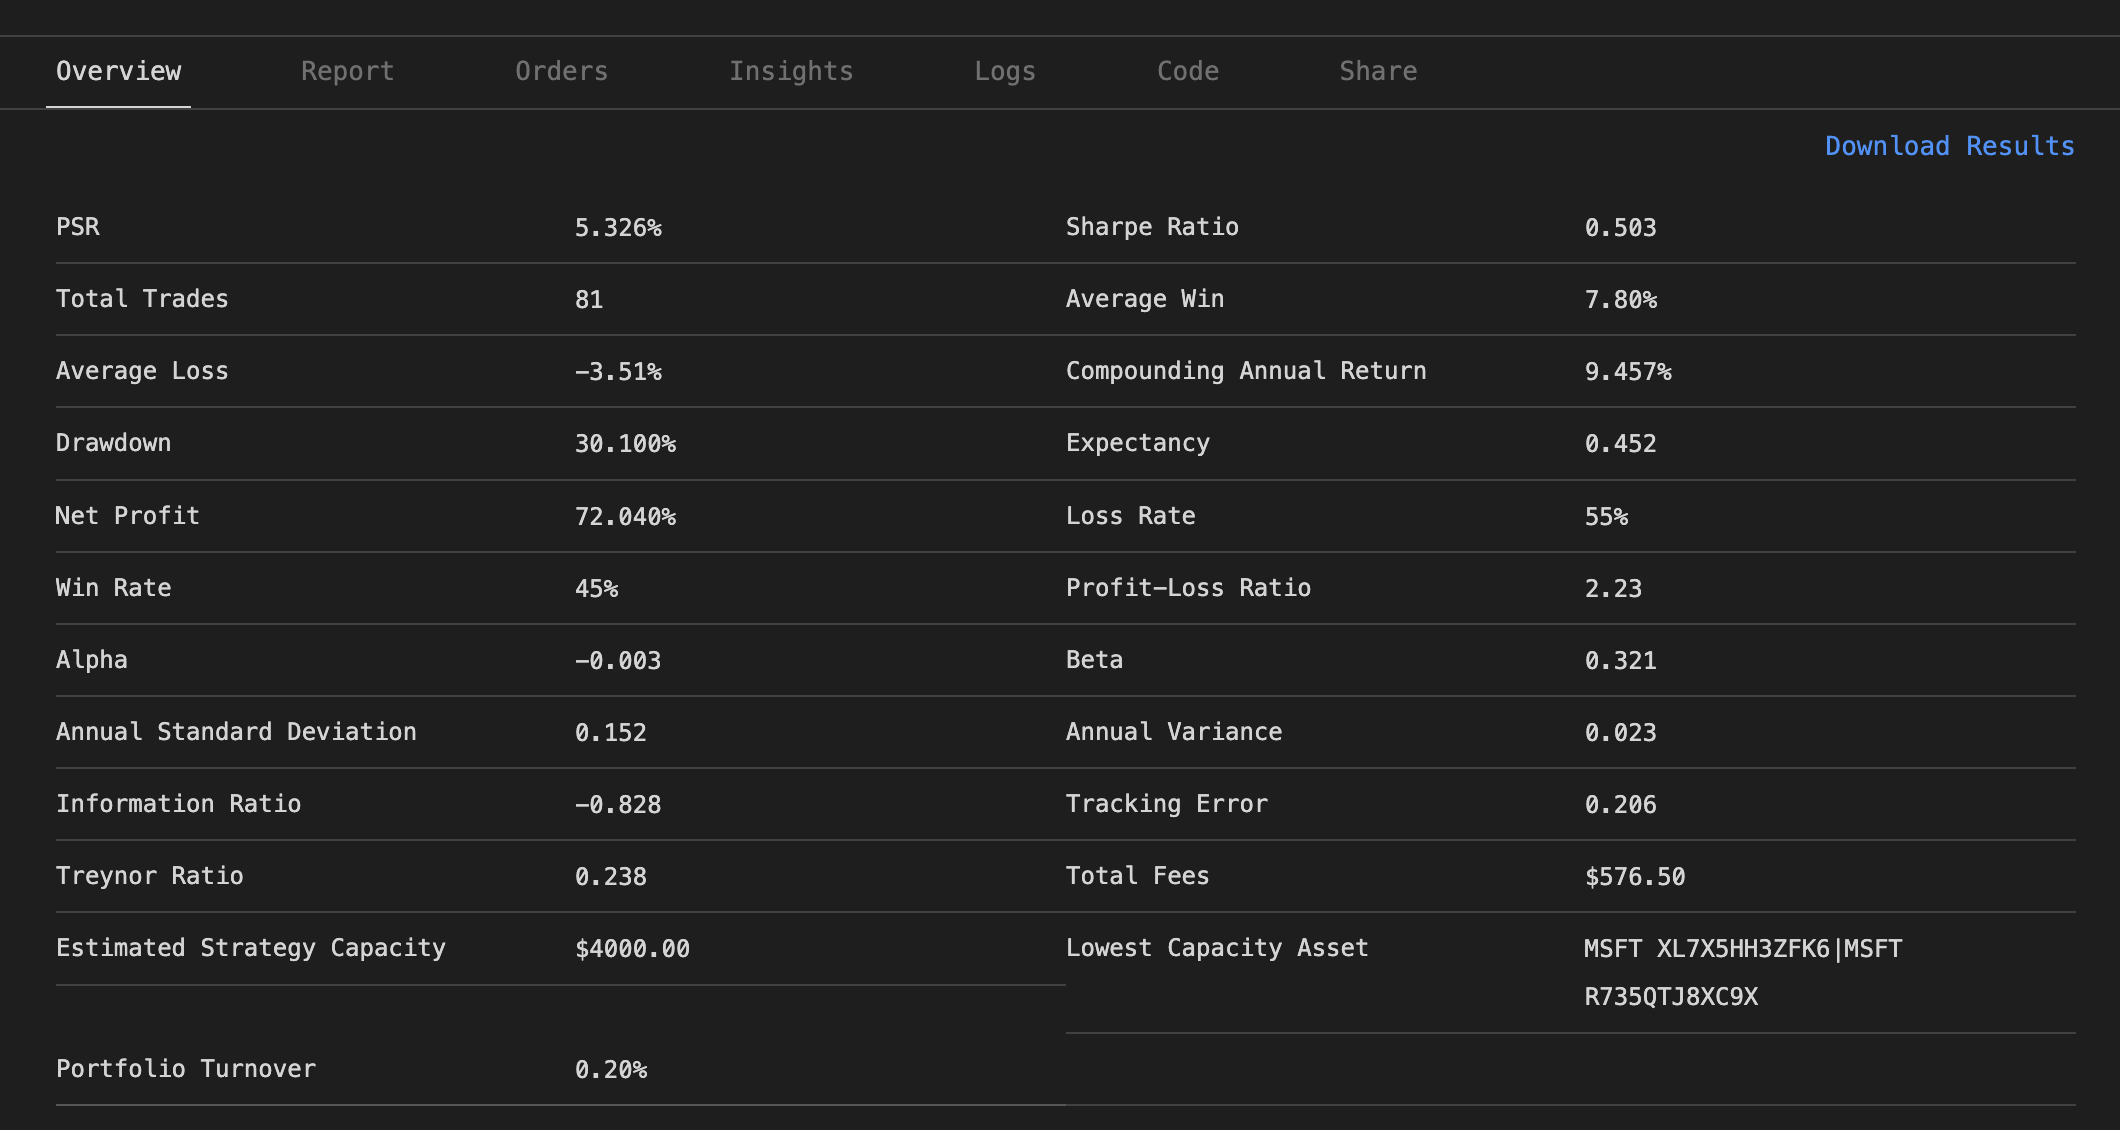 Overview Report Orders Insights Logs Code Share
Download Results
PSR 5.326% Sharpe Ratio 0.503
Total Trades 81 Average Win 7.80%
Average Loss −3.51% Compounding Annual Return 9.457%
Drawdown 30.100% Expectancy 0.452
Net Profit 72.040% Loss Rate 55%
Win Rate 45% Profit−Loss Ratio 2.23
Alpha −0.003 Beta 0.321
Annual Standard Deviation 0.152 Annual Variance 0.023
Information Ratio −0.828 Tracking Error 0.206
Treynor Ratio 0.238 Total Fees $576.50
Estimated Strategy Capacity $4000.00 Lowest Capacity Asset MSFT XL7X5HH3ZFK6|MSFT
R735QTJ8XC9X
Portfolio Turnover 0.20%